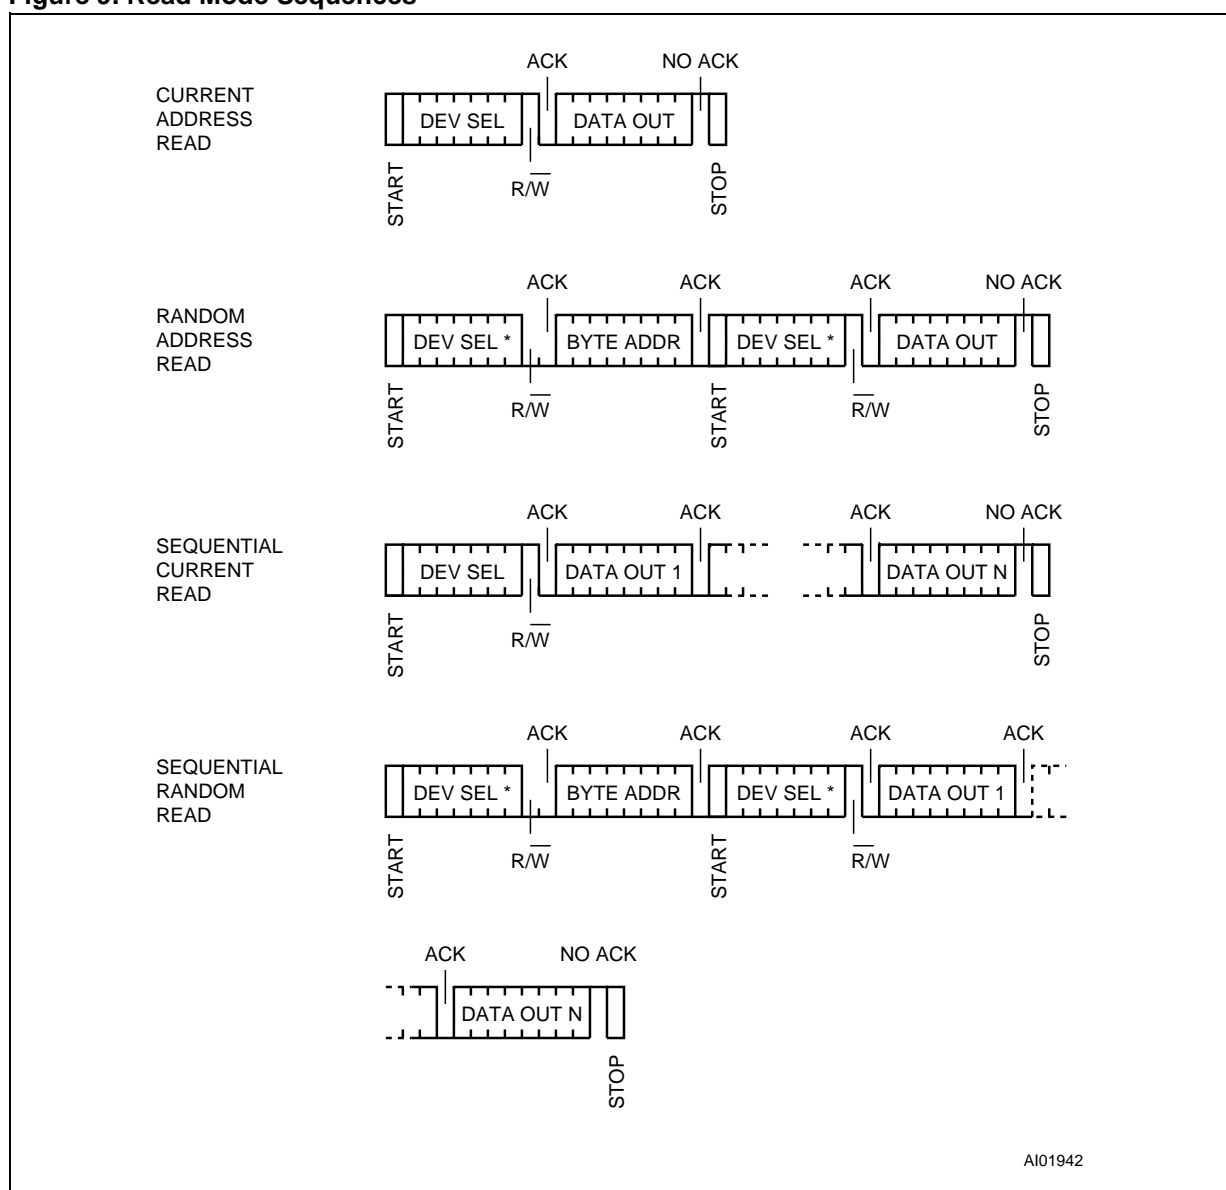 Figure Read Mode Sequences
ACK NO ACK
CURRENT
ADDRESS
READ
DEV SEL DATA OUT
START R/W̅ STOP
ACK ACK ACK NO ACK
RANDOM
ADDRESS
READ
DEV SEL * BYTE ADDR DEV SEL * DATA OUT
START R/W̅ START R̅/W STOP
ACK ACK ACK NO ACK
SEQUENTIAL
CURRENT
READ
DEV SEL DATA OUT 1 DATA OUT N
START R/W̅ STOP
ACK ACK ACK ACK
SEQUENTIAL
RANDOM
READ
DEV SEL * BYTE ADDR DEV SEL * DATA OUT 1
START R/W̅ START R̅/W
ACK NO ACK
DATA OUT N
STOP
AI01942